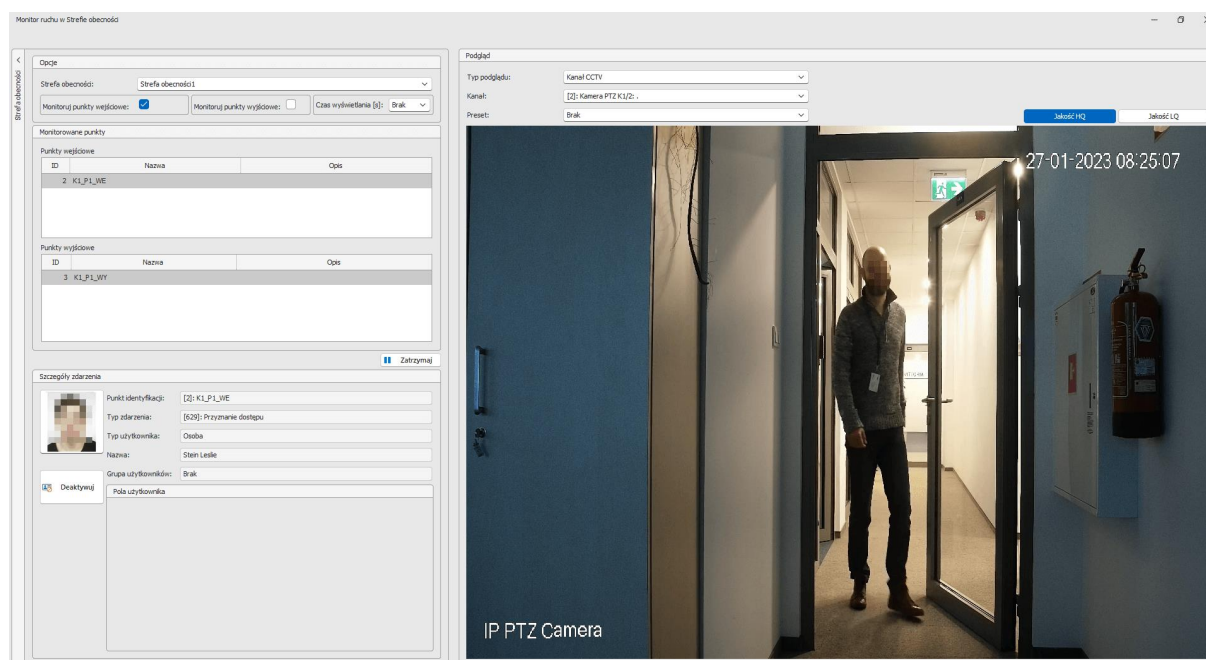 Monitor ruchu w Strefie obecności
Strefa obecności
Opcje
Strefa obecności: Strefa obecności1
Monitoruj punkty wejściowe: Monitoruj punkty wyjściowe: Czas wyświetlania [s]: Brak
Monitorowane punkty
Punkty wejściowe
ID Nazwa Opis
2 K1_P1_WE
Punkty wyjściowe
ID Nazwa Opis
3 K1_P1_WY
Zatrzymaj
Szczegóły zdarzenia
Punkt identyfikacji: [2]: K1_P1_WE
Typ zdarzenia: [629]: Przyznanie dostępu
Typ użytkownika: Osoba
Nazwa: Stein Leslie
Grupa użytkowników: Brak
Deaktywuj
Pola użytkownika
Podgląd
Typ podglądu: Kanał CCTV
Kanał: [2]: Kamera PTZ K1/2: .
Preset: Brak
Jakość HQ Jakość LQ
27-01-2023 08:25:07
IP PTZ Camera